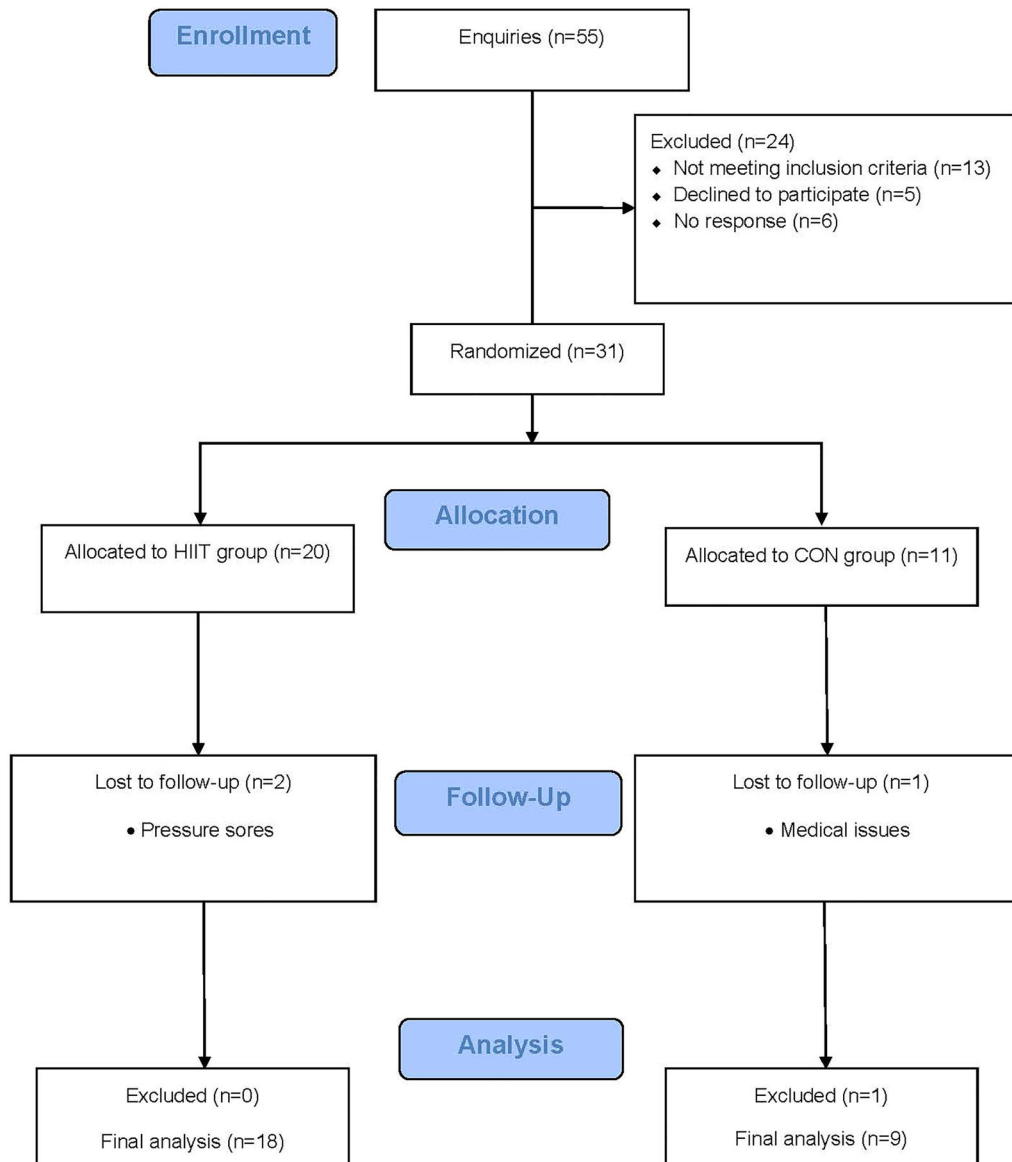 Enrollment
Enquiries (n=55)
Excluded (n=24)
⬥ Not meeting inclusion criteria (n=13)
⬥ Declined to participate (n=5)
⬥ No response (n=6)
Randomized (n=31)
Allocation
Allocated to HIIT group (n=20)
Allocated to CON group (n=11)
Lost to follow-up (n=2)
• Pressure sores
Follow-Up
Lost to follow-up (n=1)
• Medical issues
Analysis
Excluded (n=0)
Final analysis (n=18)
Excluded (n=1)
Final analysis (n=9)